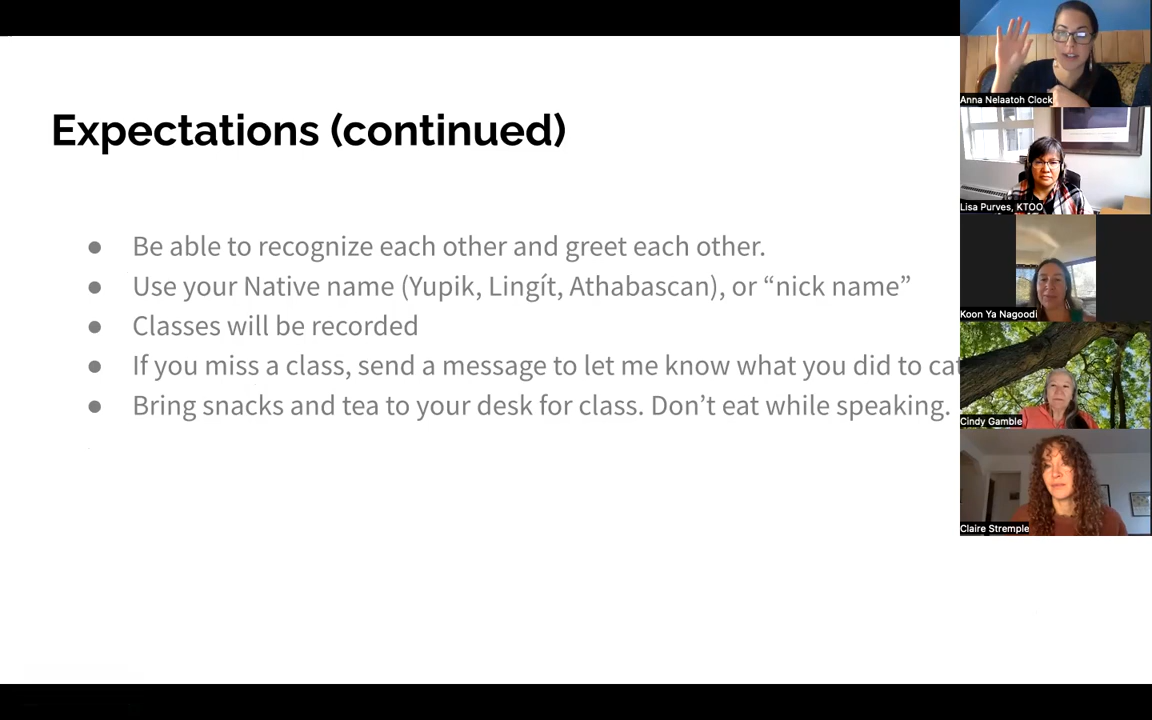 Expectations (continued)
● Be able to recognize each other and greet each other.
● Use your Native name (Yupik, Lingít, Athabascan), or “nick name”
● Classes will be recorded
● If you miss a class, send a message to let me know what you did to
● Bring snacks and tea to your desk for class. Don’t eat while speaking.
Anna Nelaatoh Clock
Lisa Purves, KTOO
Koon Ya Nagoodi
Cindy Gamble
Claire Stremple